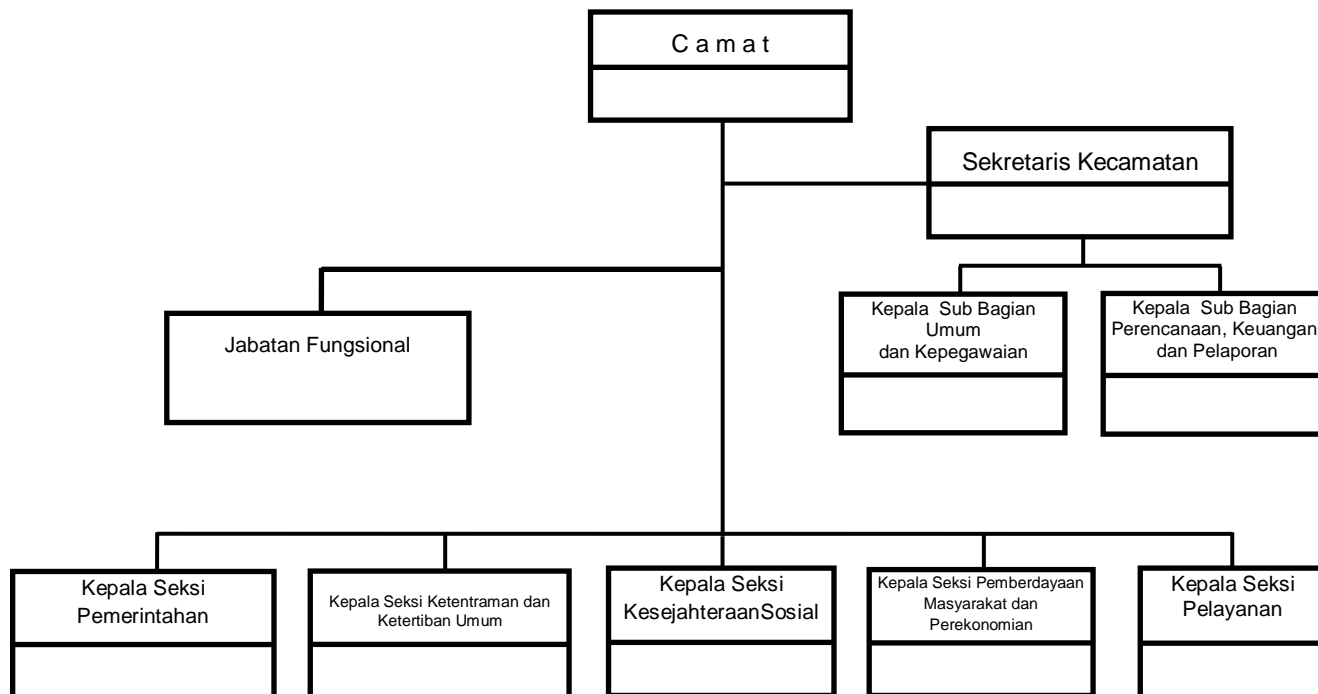 C a m a t
Sekretaris Kecamatan
Jabatan Fungsional
Kepala Sub Bagian
Umum
dan Kepegawaian
Kepala Sub Bagian
Perencanaan, Keuangan
dan Pelaporan
Kepala Seksi
Pemerintahan
Kepala Seksi Ketentraman dan
Ketertiban Umum
Kepala Seksi
KesejahteraanSosial
Kepala Seksi Pemberdayaan
Masyarakat dan
Perekonomian
Kepala Seksi
Pelayanan